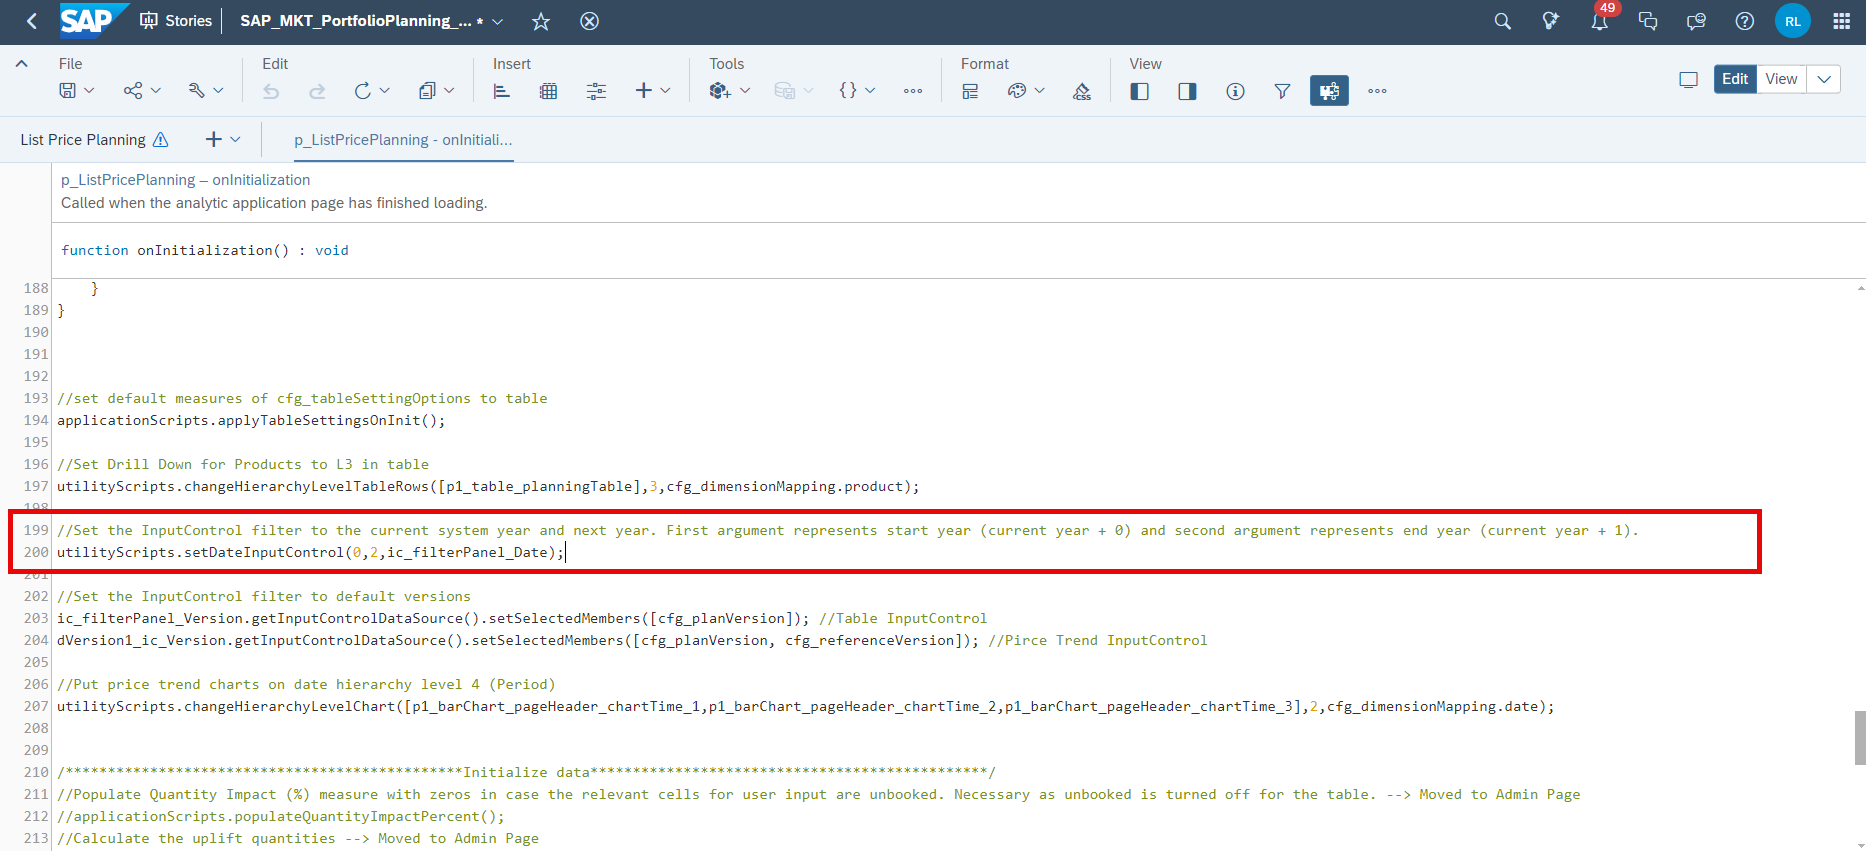 SAP Stories SAP_MKT_PortfolioPlanning_... * 49 RL
File Edit Insert Tools Format View
CSS Edit View
List Price Planning p_ListPricePlanning - onInitiali...
p_ListPricePlanning – onInitialization
Called when the analytic application page has finished loading.
function onInitialization() : void
188 }
189 }
190
191
192
193 //set default measures of cfg_tableSettingOptions to table
194 applicationScripts.applyTableSettingsOnInit();
195
196 //Set Drill Down for Products to L3 in table
197 utilityScripts.changeHierarchyLevelTableRows([p1_table_planningTable],3,cfg_dimensionMapping.product);
198
199 //Set the InputControl filter to the current system year and next year. First argument represents start year (current year + 0) and second argument represents end year (current year + 1).
200 utilityScripts.setDateInputControl(0,2,ic_filterPanel_Date);
201
202 //Set the InputControl filter to default versions
203 ic_filterPanel_Version.getInputControlDataSource().setSelectedMembers([cfg_planVersion]); //Table InputControl
204 dVersion1_ic_Version.getInputControlDataSource().setSelectedMembers([cfg_planVersion, cfg_referenceVersion]); //Pirce Trend InputControl
205
206 //Put price trend charts on date hierarchy level 4 (Period)
207 utilityScripts.changeHierarchyLevelChart([p1_barChart_pageHeader_chartTime_1,p1_barChart_pageHeader_chartTime_2,p1_barChart_pageHeader_chartTime_3],2,cfg_dimensionMapping.date);
208
209
210 /***********************************************Initialize data***********************************************/
211 //Populate Quantity Impact (%) measure with zeros in case the relevant cells for user input are unbooked. Necessary as unbooked is turned off for the table. --> Moved to Admin Page
212 //applicationScripts.populateQuantityImpactPercent();
213 //Calculate the uplift quantities --> Moved to Admin Page